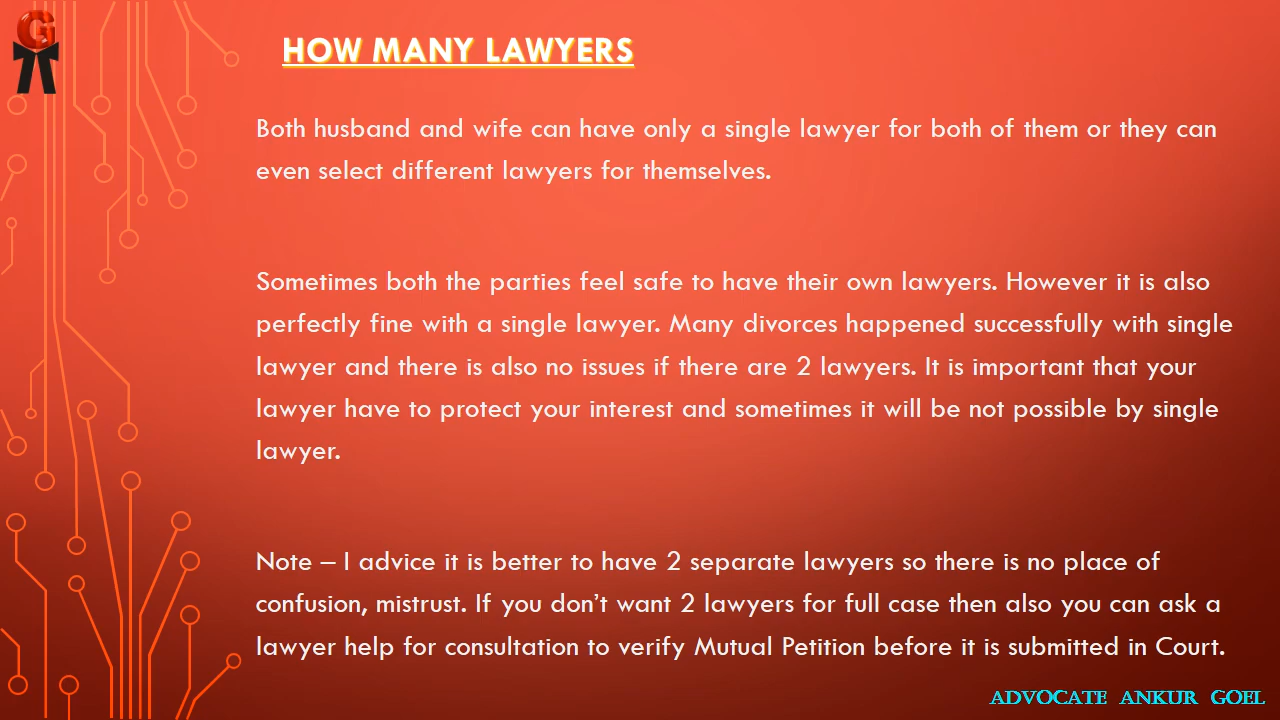 G
HOW MANY LAWYERS
Both husband and wife can have only a single lawyer for both of them or they can
even select different lawyers for themselves.
Sometimes both the parties feel safe to have their own lawyers. However it is also
perfectly fine with a single lawyer. Many divorces happened successfully with single
lawyer and there is also no issues if there are 2 lawyers. It is important that your
lawyer have to protect your interest and sometimes it will be not possible by single
lawyer.
Note – I advice it is better to have 2 separate lawyers so there is no place of
confusion, mistrust. If you don’t want 2 lawyers for full case then also you can ask a
lawyer help for consultation to verify Mutual Petition before it is submitted in Court.
ADVOCATE ANKUR GOEL